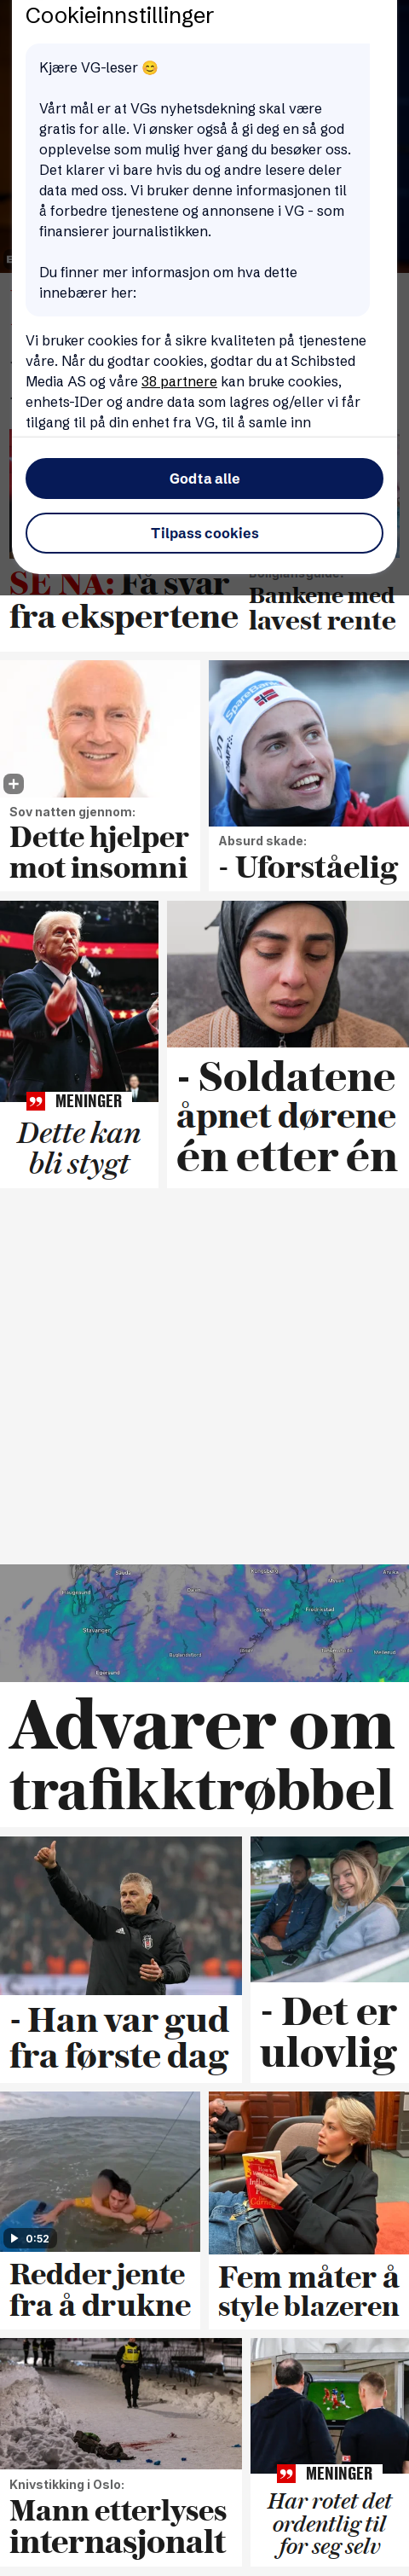 Cookieinnstillinger
Kjære VG-leser 😊
Vårt mål er at VGs nyhetsdekning skal være
gratis for alle. Vi ønsker også å gi deg en så god
opplevelse som mulig hver gang du besøker oss.
Det klarer vi bare hvis du og andre lesere deler
data med oss. Vi bruker denne informasjonen til
å forbedre tjenestene og annonsene i VG - som
finansierer journalistikken.
Du finner mer informasjon om hva dette
innebærer her:
Vi bruker cookies for å sikre kvaliteten på tjenestene
våre. Når du godtar cookies, godtar du at Schibsted
Media AS og våre 38 partnere kan bruke cookies,
enhets-IDer og andre data som lagres og/eller vi får
tilgang til på din enhet fra VG, til å samle inn
Godta alle
Tilpass cookies
SE NÅ: Få svar
fra ekspertene
Boliglånsguide:
Bankene med
lavest rente
SpareBank
Sov natten gjennom:
Dette hjelper
mot insomni
Absurd skade:
- Uforståelig
MENINGER
Dette kan
bli stygt
- Soldatene
åpnet dørene
én etter én
Stavanger
Advarer om
trafikktrøbbel
- Han var gud
fra første dag
- Det er
ulovlig
0:52
Redder jente
fra å drukne
Fem måter å
style blazeren
Knivstikking i Oslo:
Mann etterlyses
internasjonalt
MENINGER
Har rotet det
ordentlig til
for seg selv